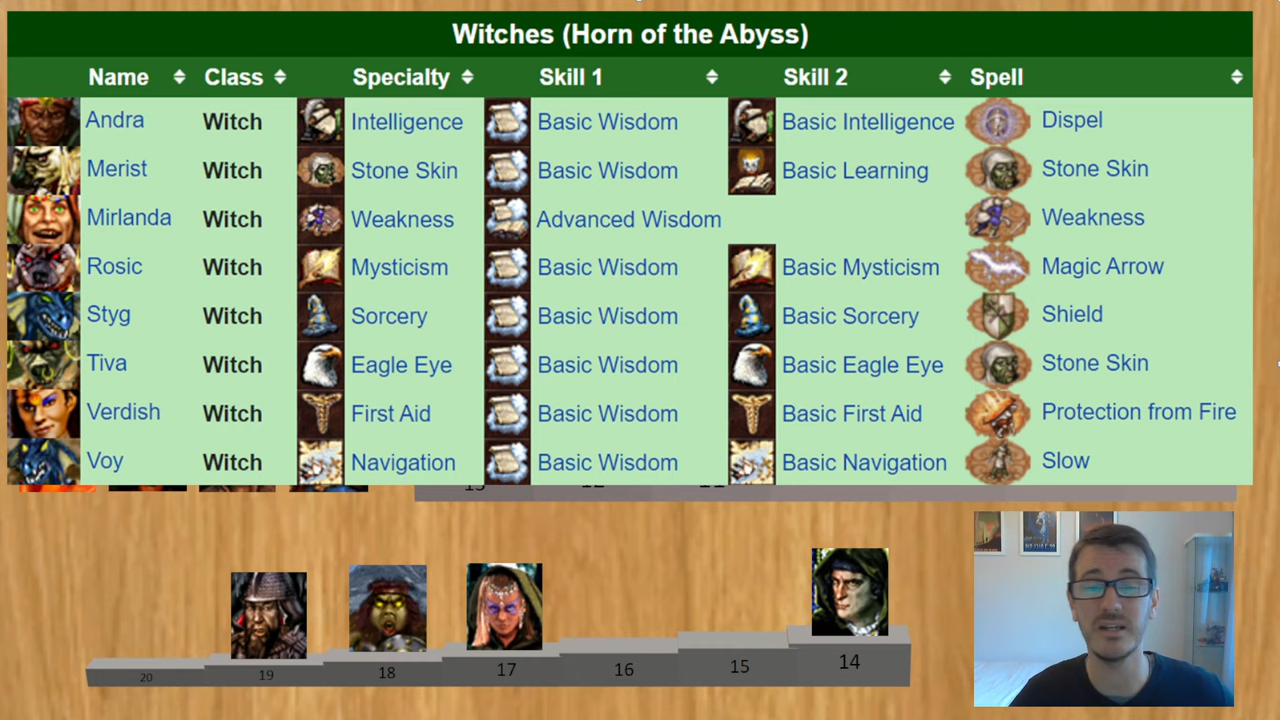 Witches (Horn of the Abyss)
Name Class Specialty Skill 1 Skill 2 Spell
Andra Witch Intelligence Basic Wisdom Basic Intelligence Dispel
Merist Witch Stone Skin Basic Wisdom Basic Learning Stone Skin
Mirlanda Witch Weakness Advanced Wisdom Weakness
Rosic Witch Mysticism Basic Wisdom Basic Mysticism Magic Arrow
Styg Witch Sorcery Basic Wisdom Basic Sorcery Shield
Tiva Witch Eagle Eye Basic Wisdom Basic Eagle Eye Stone Skin
Verdish Witch First Aid Basic Wisdom Basic First Aid Protection from Fire
Voy Witch Navigation Basic Wisdom Basic Navigation Slow
13 12 11
20 19 18 17 16 15 14